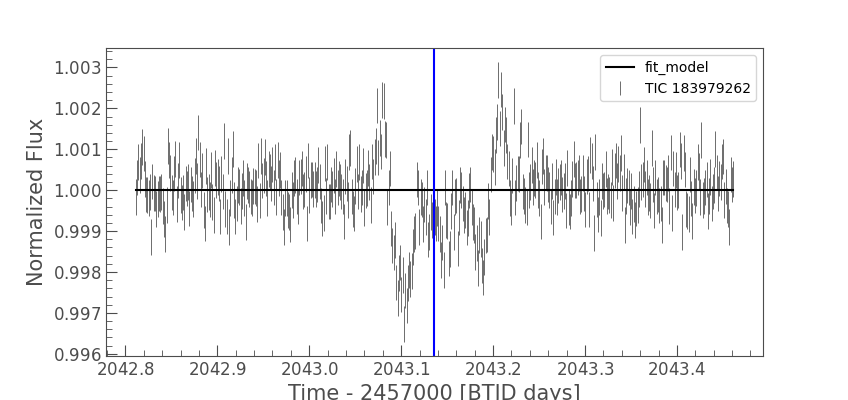 1.003
1.002
1.001
1.000
0.999
0.998
0.997
0.996
Normalized Flux
fit_model
TIC 183979262
2042.8 2042.9 2043.0 2043.1 2043.2 2043.3 2043.4
Time - 2457000 [BTJD days]